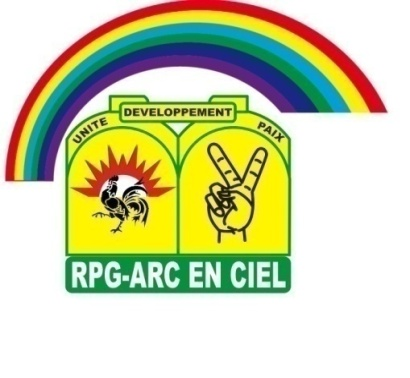 DEVELOPPEMENT
UNITE
PAIX
RPG-ARC EN CIEL